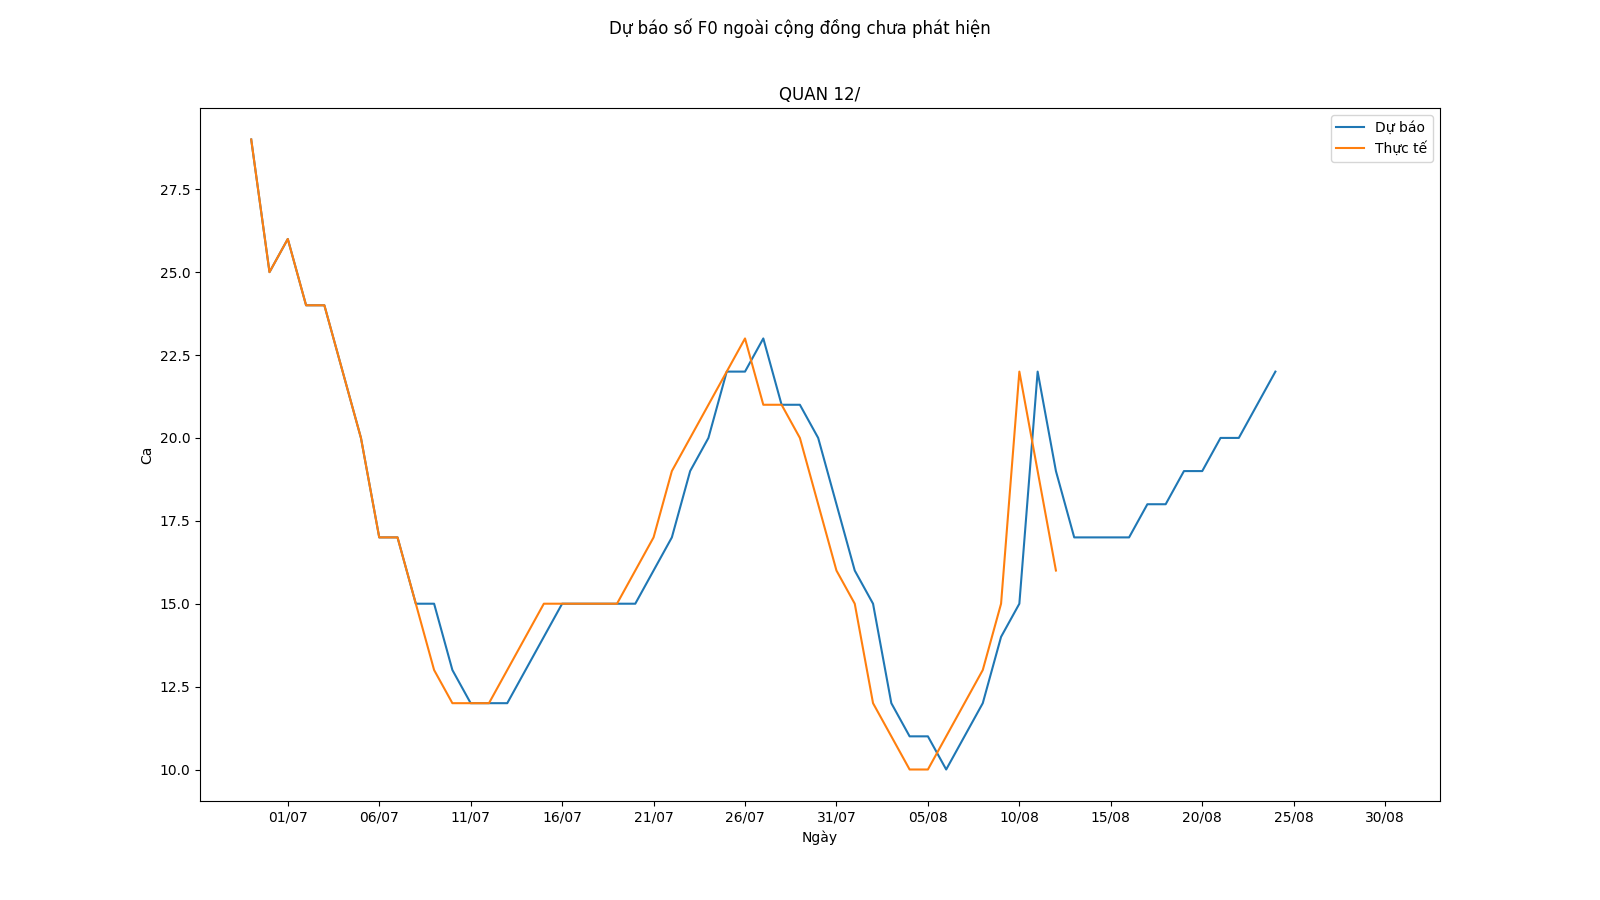 Dự báo số F0 ngoài cộng đồng chưa phát hiện
QUAN 12/
Dự báo
Thực tế
27.5
25.0
22.5
20.0
17.5
15.0
12.5
10.0
Ca
01/07 06/07 11/07 16/07 21/07 26/07 31/07 05/08 10/08 15/08 20/08 25/08 30/08
Ngày